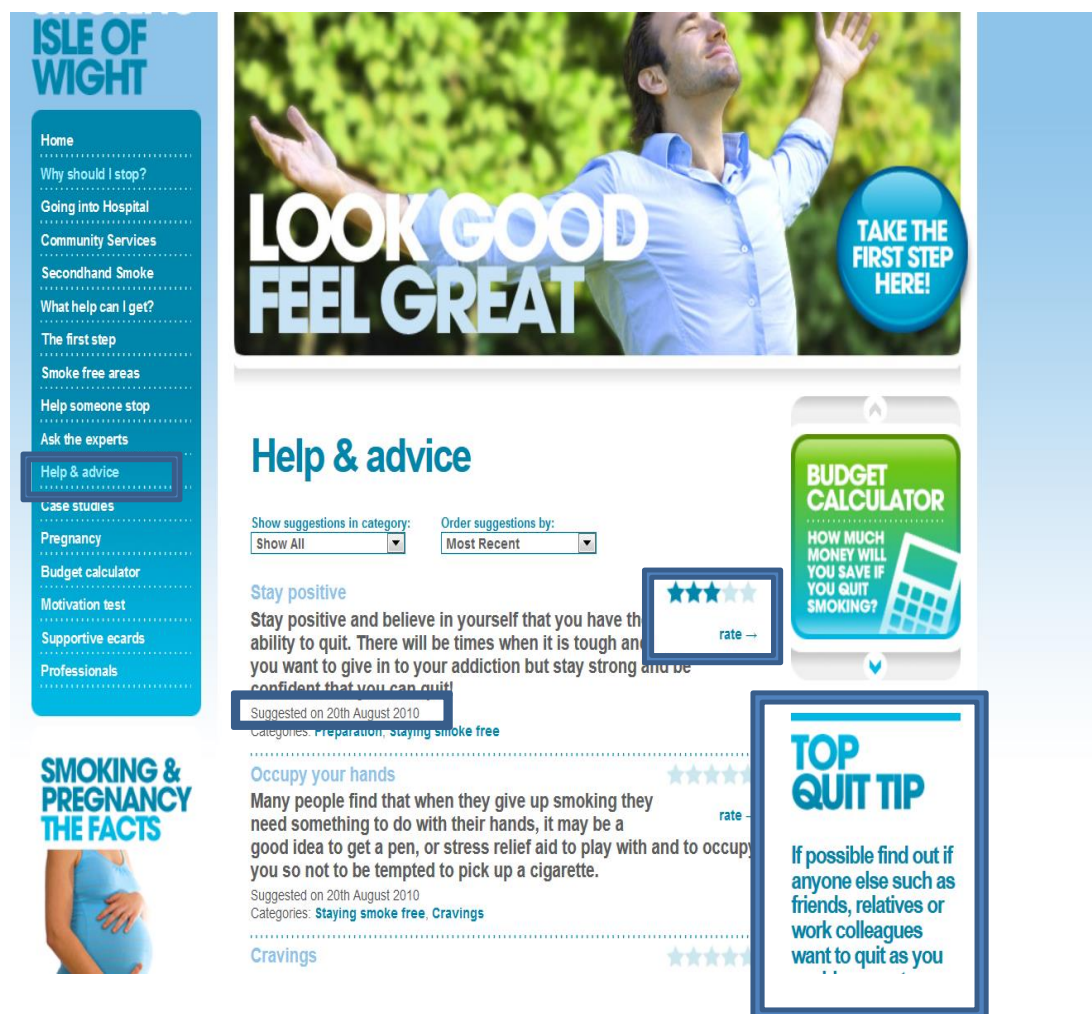 ISLE OF
WIGHT
Home
Why should I stop?
Going into Hospital
Community Services
Secondhand Smoke
What help can I get?
The first step
Smoke free areas
Help someone stop
Ask the experts
Help & advice
Case studies
Pregnancy
Budget calculator
Motivation test
Supportive ecards
Professionals
SMOKING &
PREGNANCY
THE FACTS
LOOK GOOD
FEEL GREAT
TAKE THE
FIRST STEP
HERE!
Help & advice
Show suggestions in category:
Show All
Order suggestions by:
Most Recent
Stay positive
rate →
Stay positive and believe in yourself that you have the
ability to quit. There will be times when it is tough and
you want to give in to your addiction but stay strong and be
confident that you can quit!
Suggested on 20th August 2010
Categories: Preparation, Staying smoke free
Occupy your hands
rate
Many people find that when they give up smoking they
need something to do with their hands, it may be a
good idea to get a pen, or stress relief aid to play with and to occupy
you so not to be tempted to pick up a cigarette.
Suggested on 20th August 2010
Categories: Staying smoke free, Cravings
Cravings
BUDGET
CALCULATOR
HOW MUCH
MONEY WILL
YOU SAVE IF
YOU QUIT
SMOKING?
TOP
QUIT TIP
If possible find out if
anyone else such as
friends, relatives or
work colleagues
want to quit as you